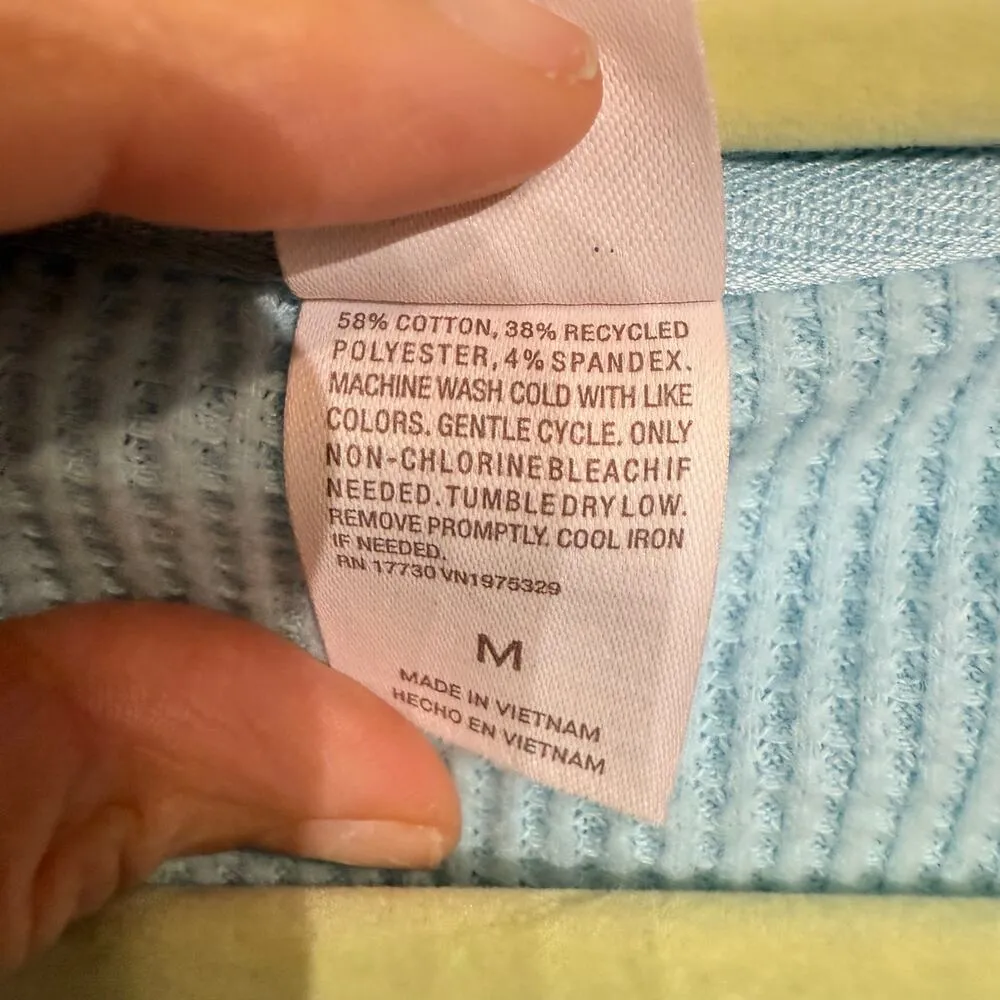 58% COTTON, 38% RECYCLED
POLYESTER, 4% SPANDEX.
MACHINE WASH COLD WITH LIKE
COLORS. GENTLE CYCLE. ONLY
NON-CHLORINE BLEACH IF
NEEDED. TUMBLE DRY LOW.
REMOVE PROMPTLY. COOL IRON
IF NEEDED.
RN 17730 VN1975329
M
MADE IN VIETNAM
HECHO EN VIETNAM